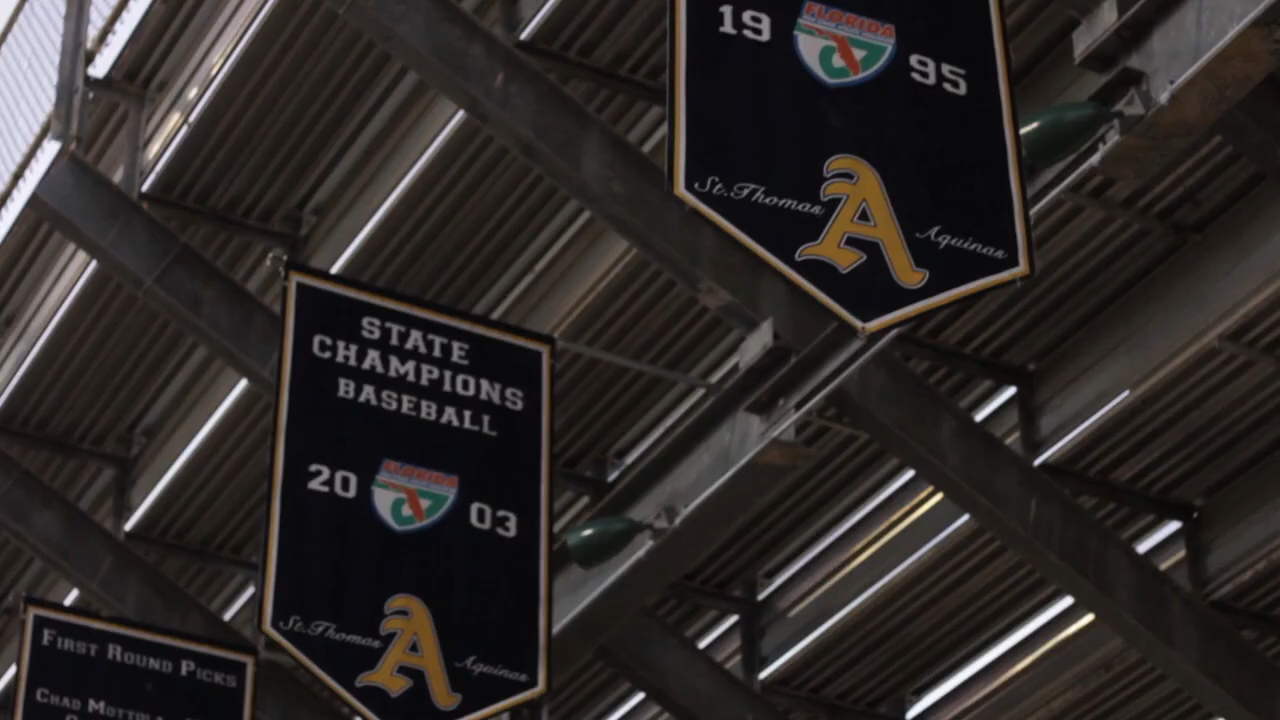 19 FLORIDA 95
St. Thomas A Aquinas
STATE
CHAMPIONS
BASEBALL
20 FLORIDA 03
St. Thomas A Aquinas
FIRST ROUND PICKS
CHAD